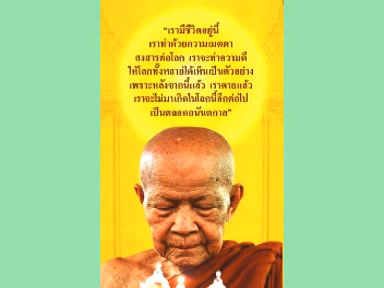 “เรามีชีวิตอยู่นี้
เราทำด้วยความเมตตา
สงสารต่อโลก เราจะทำความดี
ให้โลกทั้งหลายได้เห็นเป็นตัวอย่าง
เพราะหลังจากนี้แล้ว เราตายแล้ว
เราจะไม่มาเกิดในโลกนี้อีกต่อไป
เป็นตลอดอนันตกาล”